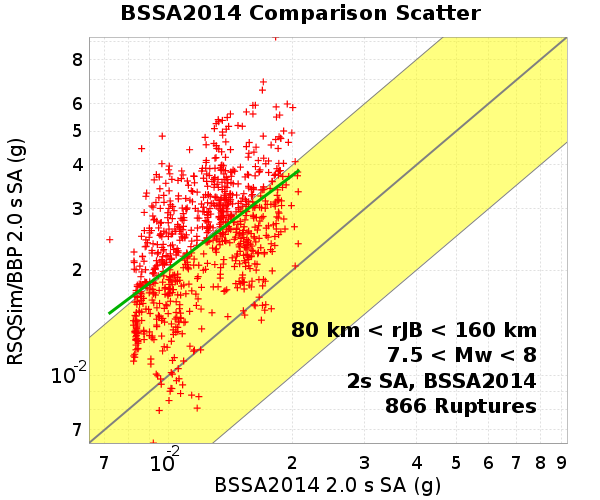 BSSA2014 Comparison Scatter
RSQSim/BBP 2.0 s SA (g)
8
6
5
4
3
2
10-2
7
80 km < rJB < 160 km
7.5 < Mw < 8
2s SA, BSSA2014
866 Ruptures
7 10-2 2 3 4 5 6 7 8 9
BSSA2014 2.0 s SA (g)